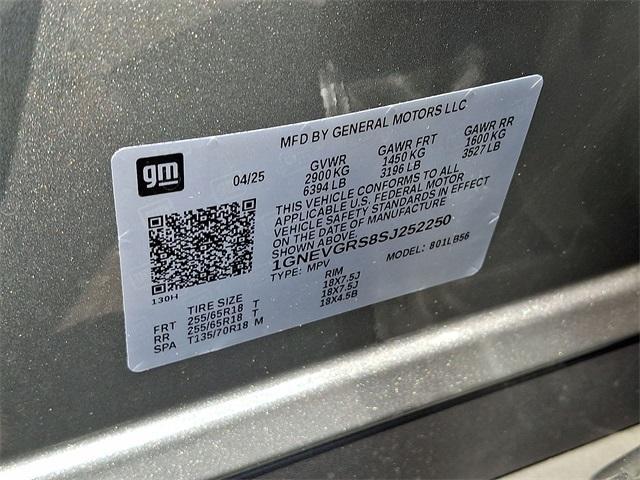 MFD BY GENERAL MOTORS LLC
gm
04/25
GVWR GAWR FRT GAWR RR
2900 KG 1450 KG 1600 KG
6394 LB 3196 LB 3527 LB
THIS VEHICLE CONFORMS TO ALL
APPLICABLE U.S. FEDERAL MOTOR
VEHICLE SAFETY STANDARDS IN EFFECT
ON THE DATE OF MANUFACTURE
SHOWN ABOVE.
1GNEVGRS8SJ252250
TYPE: MPV MODEL: 801LB56
130H
TIRE SIZE RIM
FRT 255/65R18 T 18X7.5J
RR 255/65R18 T 18X7.5J
SPA T135/70R18 M 18X4.5B